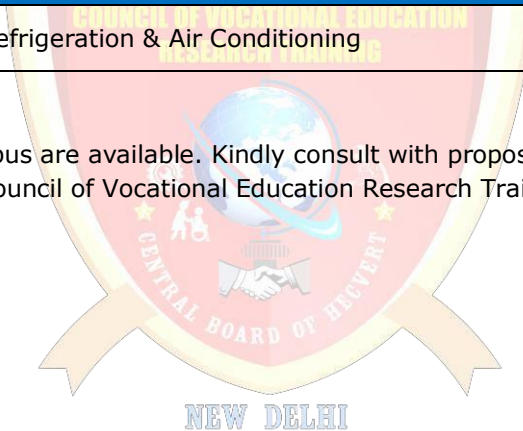 COUNCIL OF VOCATIONAL EDUCATION
RESEARCH TRAINING
efrigeration & Air Conditioning
ous are available. Kindly consult with propos
ouncil of Vocational Education Research Trai
CENTRAL BOARD OF HECVERT
NEW DELHI